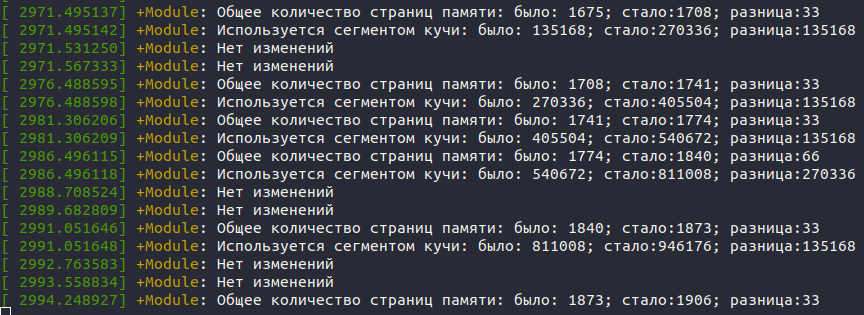 [ 2971.495137] +Module: Общее количество страниц памяти: было: 1675; стало:1708; разница:33
[ 2971.495142] +Module: Используется сегментом кучи: было: 135168; стало:270336; разница:135168
[ 2971.531250] +Module: Нет изменений
[ 2971.567333] +Module: Нет изменений
[ 2976.488595] +Module: Общее количество страниц памяти: было: 1708; стало:1741; разница:33
[ 2976.488598] +Module: Используется сегментом кучи: было: 270336; стало:405504; разница:135168
[ 2981.306206] +Module: Общее количество страниц памяти: было: 1741; стало:1774; разница:33
[ 2981.306209] +Module: Используется сегментом кучи: было: 405504; стало:540672; разница:135168
[ 2986.496115] +Module: Общее количество страниц памяти: было: 1774; стало:1840; разница:66
[ 2986.496118] +Module: Используется сегментом кучи: было: 540672; стало:811008; разница:270336
[ 2988.708524] +Module: Нет изменений
[ 2989.682809] +Module: Нет изменений
[ 2991.051646] +Module: Общее количество страниц памяти: было: 1840; стало:1873; разница:33
[ 2991.051648] +Module: Используется сегментом кучи: было: 811008; стало:946176; разница:135168
[ 2992.763583] +Module: Нет изменений
[ 2993.558834] +Module: Нет изменений
[ 2994.248927] +Module: Общее количество страниц памяти: было: 1873; стало:1906; разница:33